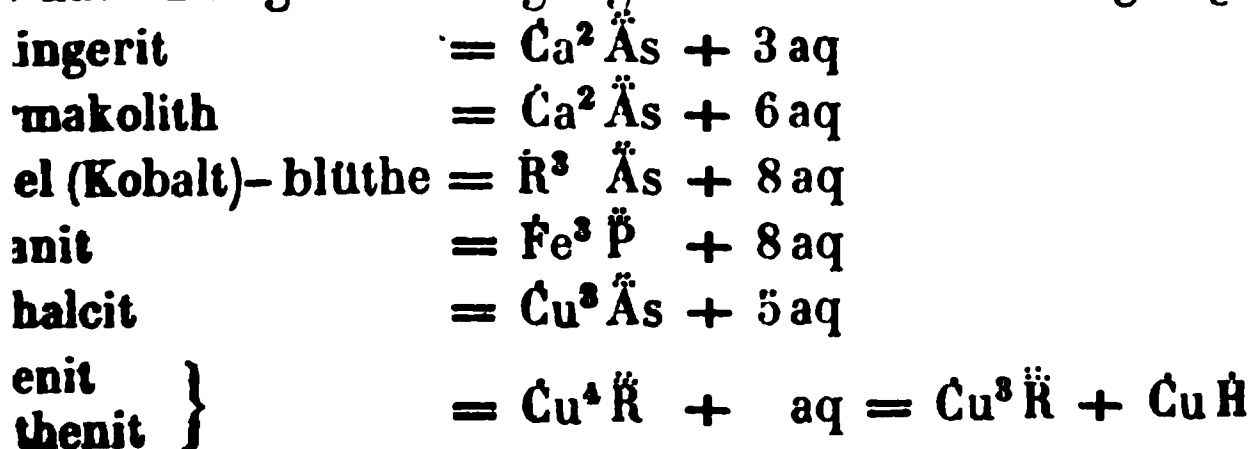 ingerit = Ċa² Äs + 3 aq
makolith = Ċa² Äs + 6 aq
el (Kobalt)–blüthe = Ṙ³ Äs + 8 aq
anit = Ḟe³ P̈ + 8 aq
halcit = Ċu³ Äs + 5 aq
enit
thenit } = Ċu⁴ R̈ + aq = Ċu³ R̈ + Ċu Ḣ